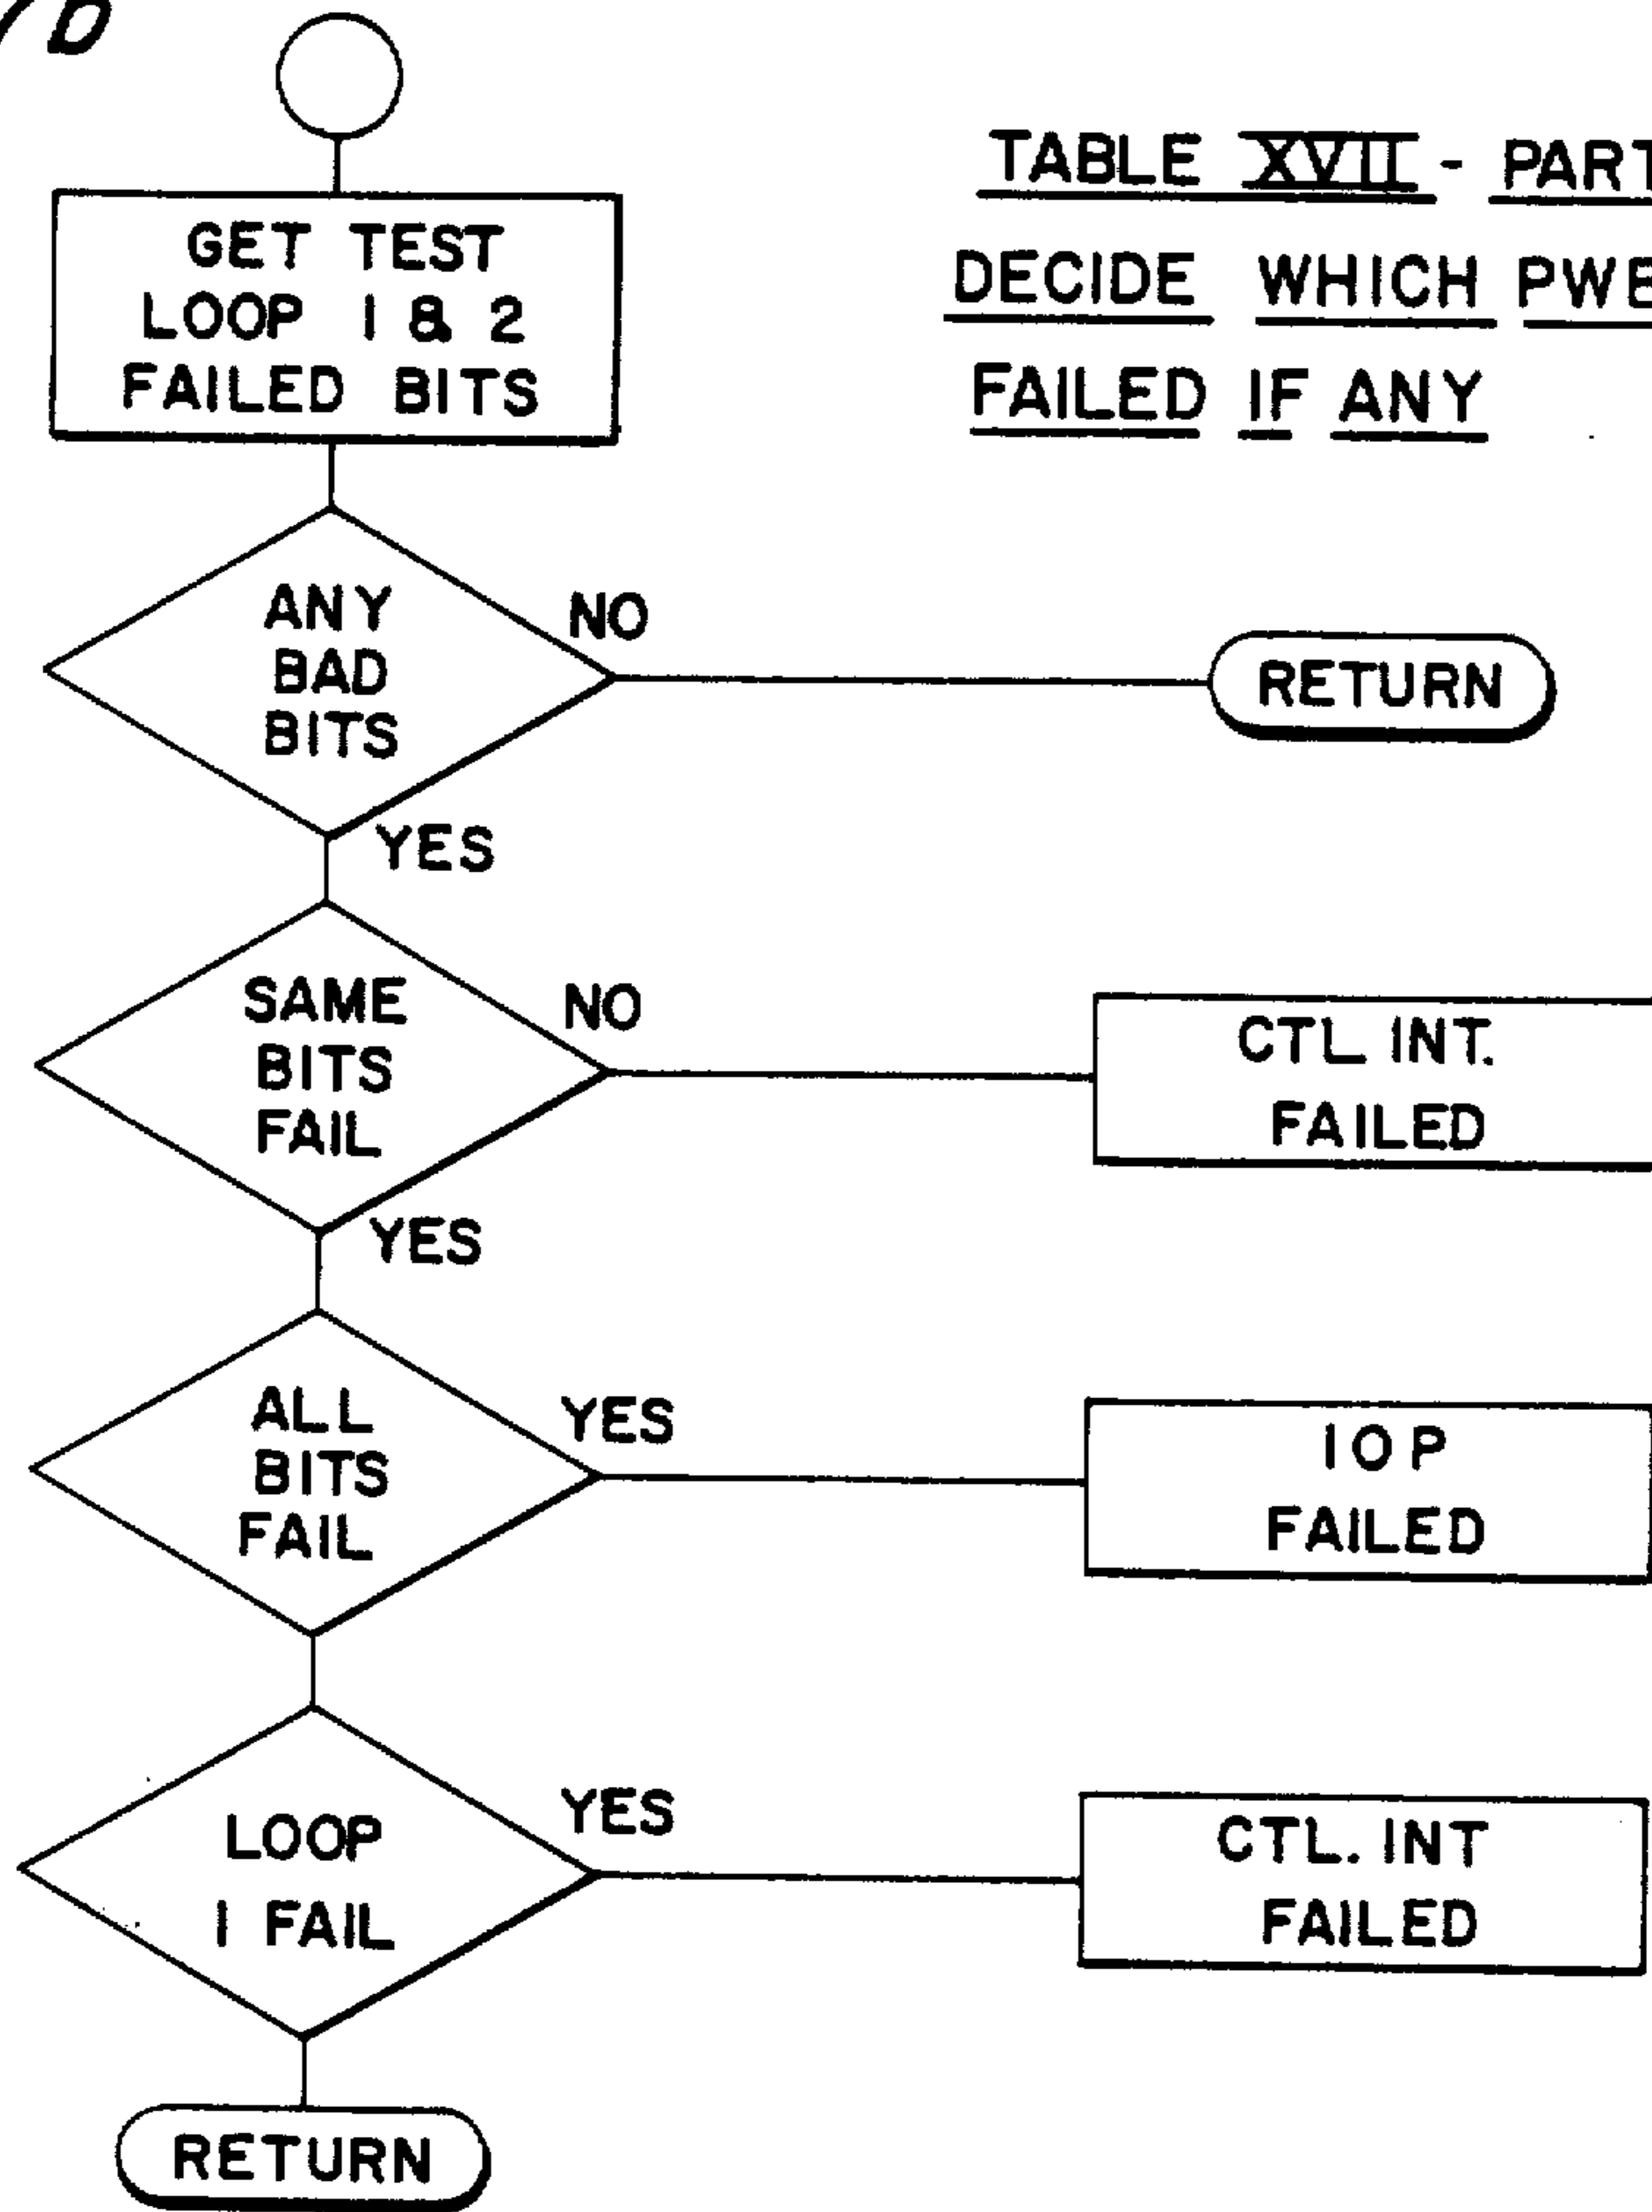 TABLE XVII - PART
DECIDE WHICH
FAILED IF ANY
GET TEST
LOOP 1 & 2
FAILED BITS
ANY
BAD
BITS
NO
RETURN
YES
SAME
BITS
FAIL
NO
CTL INT.
FAILED
YES
ALL
BITS
FAIL
YES
IOP
FAILED
LOOP
1 FAIL
YES
CTL. INT
FAILED
RETURN